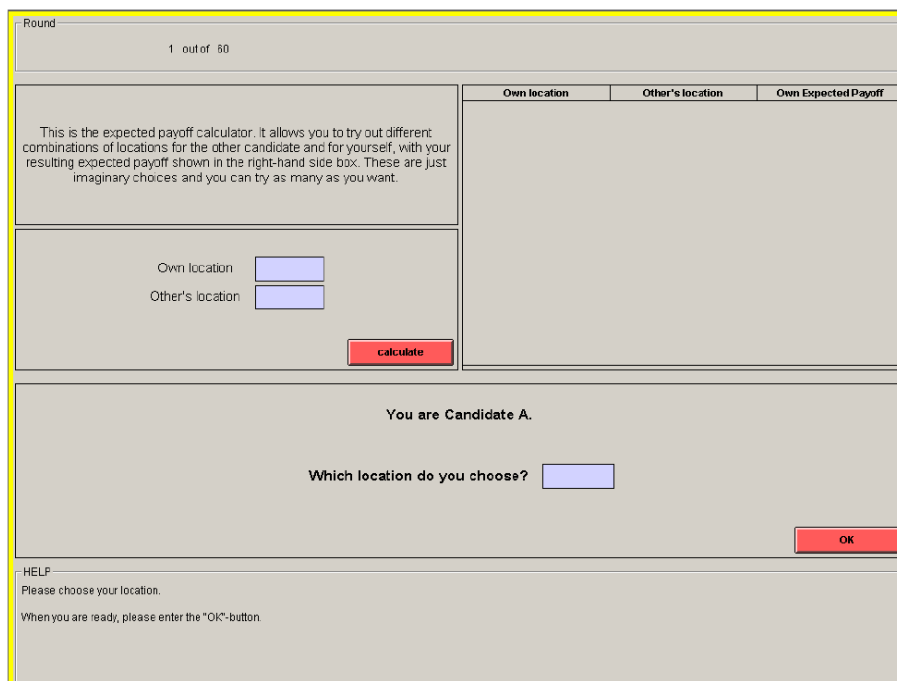 Round
1 out of 60
This is the expected payoff calculator. It allows you to try out different
combinations of locations for the other candidate and for yourself, with your
resulting expected payoff shown in the right-hand side box. These are just
imaginary choices and you can try as many as you want.
Own location Other's location Own Expected Payoff
Own location
Other's location
calculate
You are Candidate A.
Which location do you choose?
OK
HELP
Please choose your location.
When you are ready, please enter the "OK"-button.